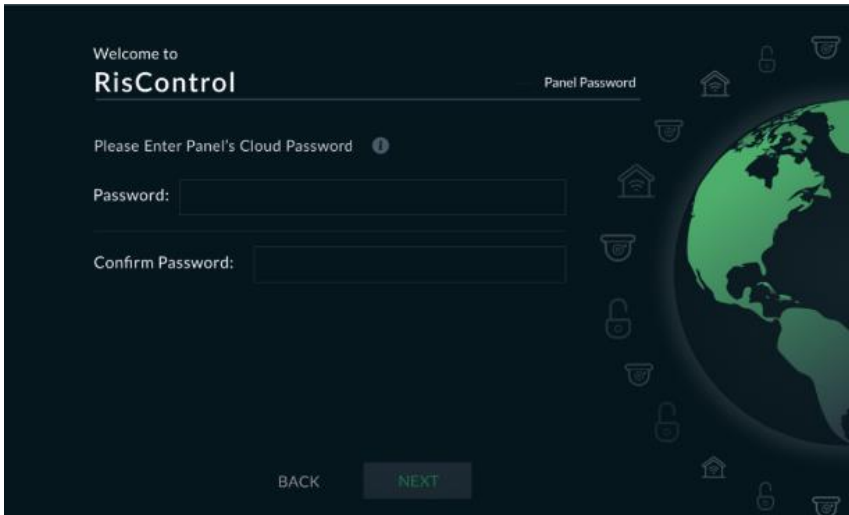 Welcome to
RisControl
Panel Password
Please Enter Panel's Cloud Password i
Password:
Confirm Password:
BACK NEXT